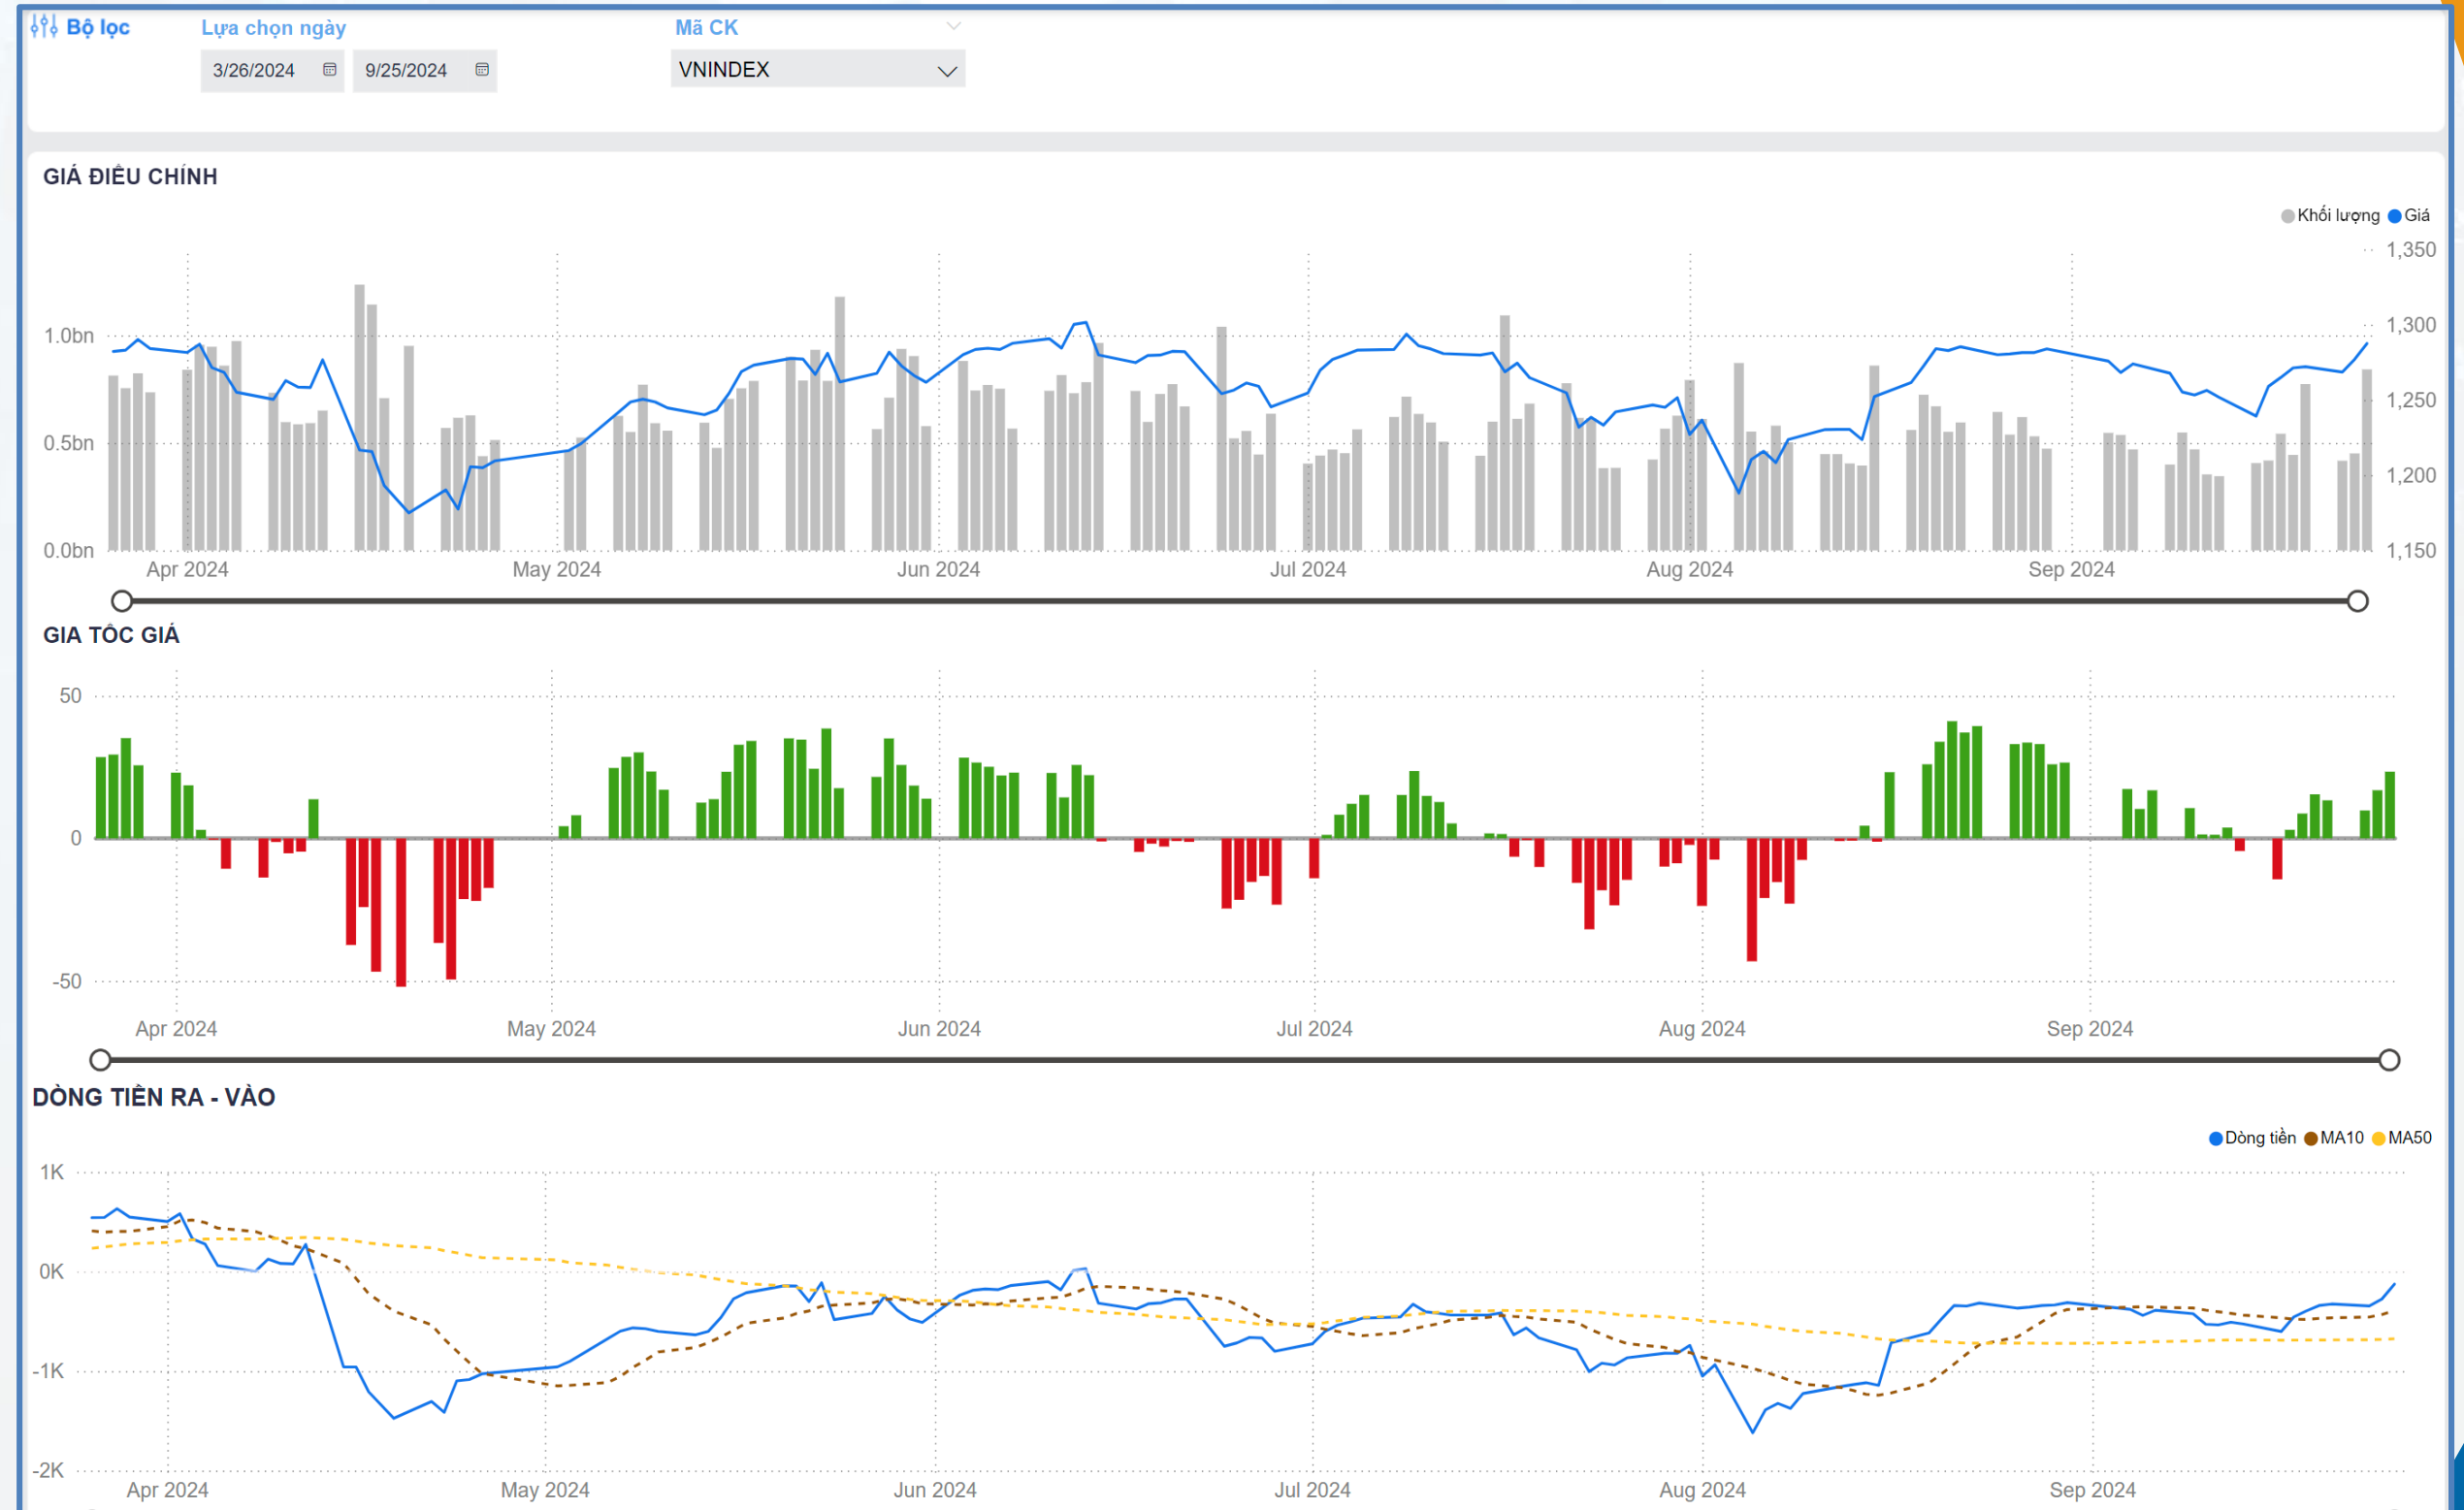 Bộ lọc
Lựa chọn ngày
Mã CK
3/26/2024
9/25/2024
VNINDEX
GIÁ ĐIỀU CHỈNH
Khối lượng Giá
1,350
1,300
1.0bn
1,250
0.5bn
1,200
0.0bn
1,150
Apr 2024 May 2024 Jun 2024 Jul 2024 Aug 2024 Sep 2024
GIA TỐC GIÁ
50
0
-50
Apr 2024 May 2024 Jun 2024 Jul 2024 Aug 2024 Sep 2024
DÒNG TIỀN RA - VÀO
Dòng tiền MA10 MA50
1K
0K
-1K
-2K
Apr 2024 May 2024 Jun 2024 Jul 2024 Aug 2024 Sep 2024